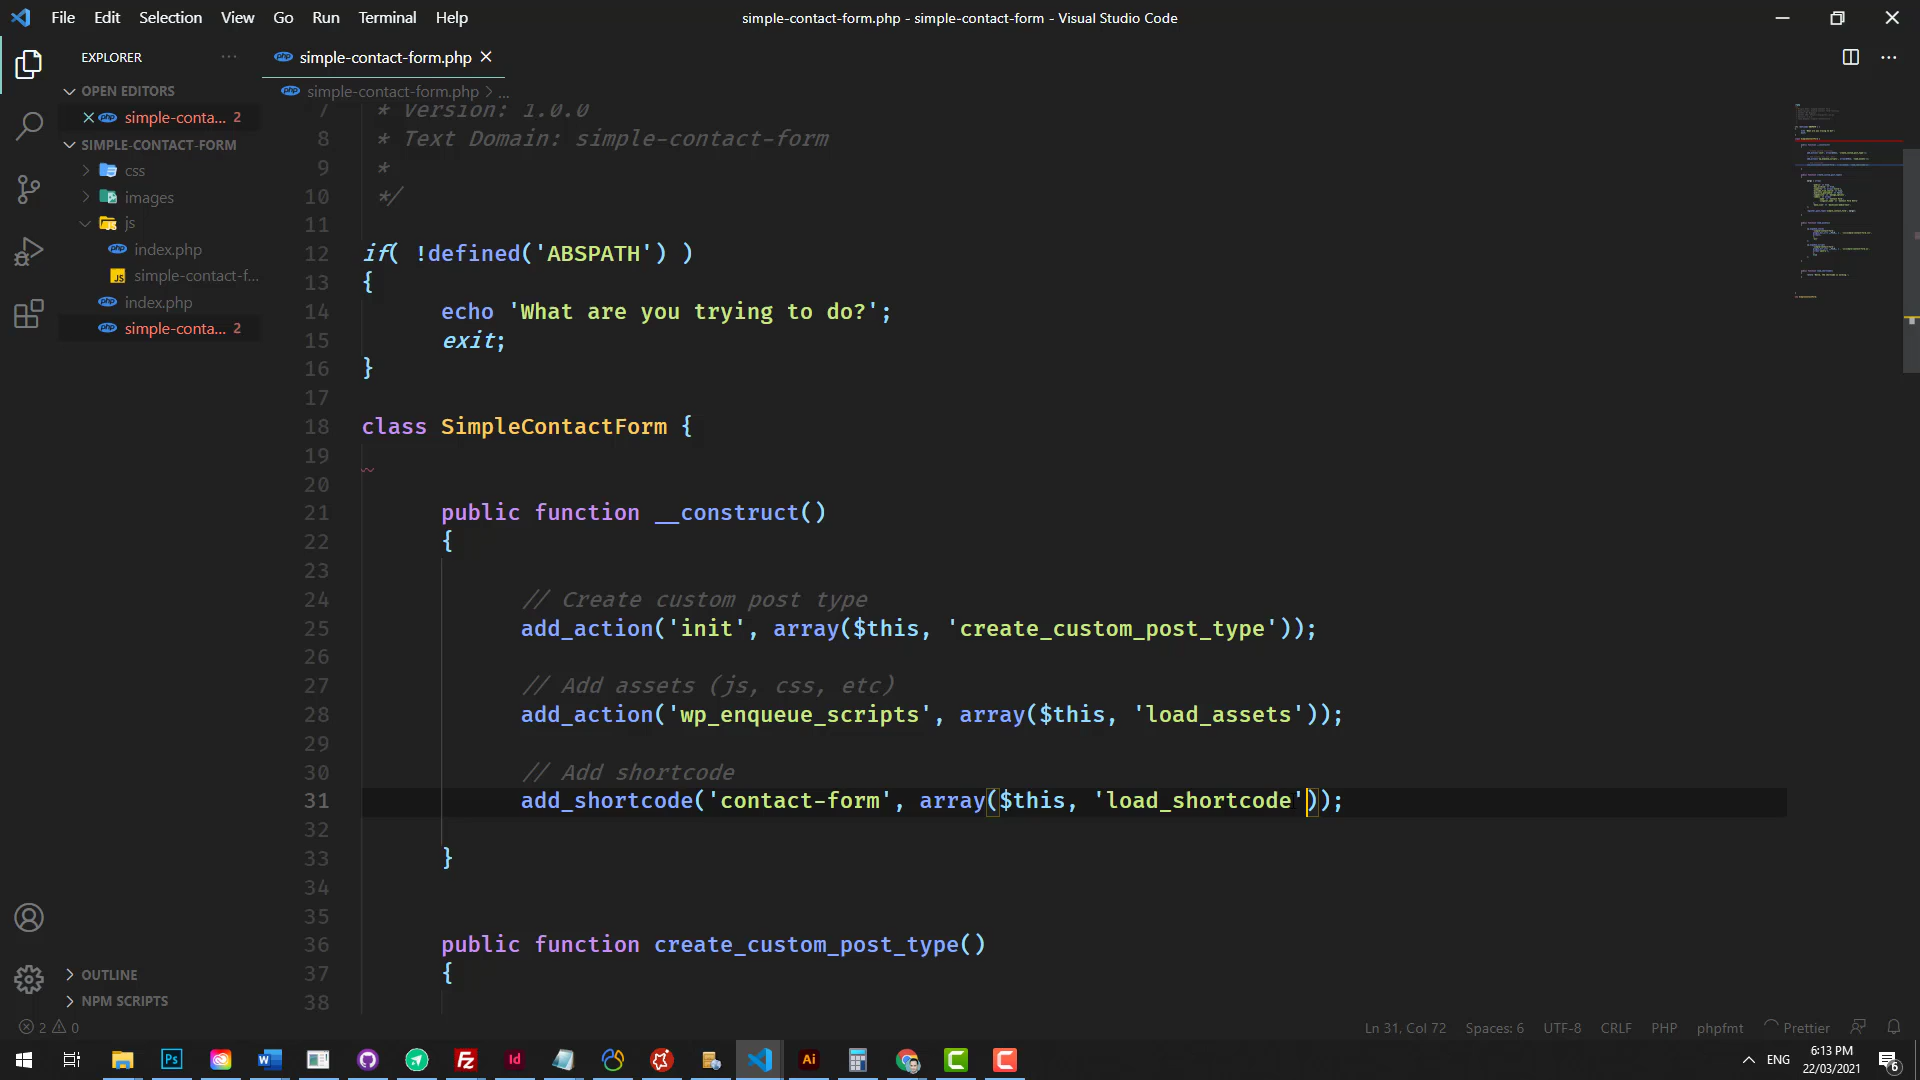 File Edit Selection View Go Run Terminal Help
simple-contact-form.php - simple-contact-form - Visual Studio Code
EXPLORER
simple-contact-form.php
OPEN EDITORS
simple-contact-form.php > ...
simple-conta... 2
SIMPLE-CONTACT-FORM
css
images
js
index.php
JS simple-contact-f...
index.php
simple-conta... 2
7 * Version: 1.0.0
8 * Text Domain: simple-contact-form
9 *
10 */
11
12 if( !defined('ABSPATH') )
13 {
14 echo 'What are you trying to do?';
15 exit;
16 }
17
18 class SimpleContactForm {
19
20
21 public function __construct()
22 {
23
24 // Create custom post type
25 add_action('init', array($this, 'create_custom_post_type'));
26
27 // Add assets (js, css, etc)
28 add_action('wp_enqueue_scripts', array($this, 'load_assets'));
29
30 // Add shortcode
31 add_shortcode('contact-form', array($this, 'load_shortcode'));
32
33 }
34
35
36 public function create_custom_post_type()
37 {
38
OUTLINE
NPM SCRIPTS
2 0
Ln 31, Col 72 Spaces: 6 UTF-8 CRLF PHP phpfmt Prettier
Ps W Fz Id Ai
ENG
6:13 PM
22/03/2021
6